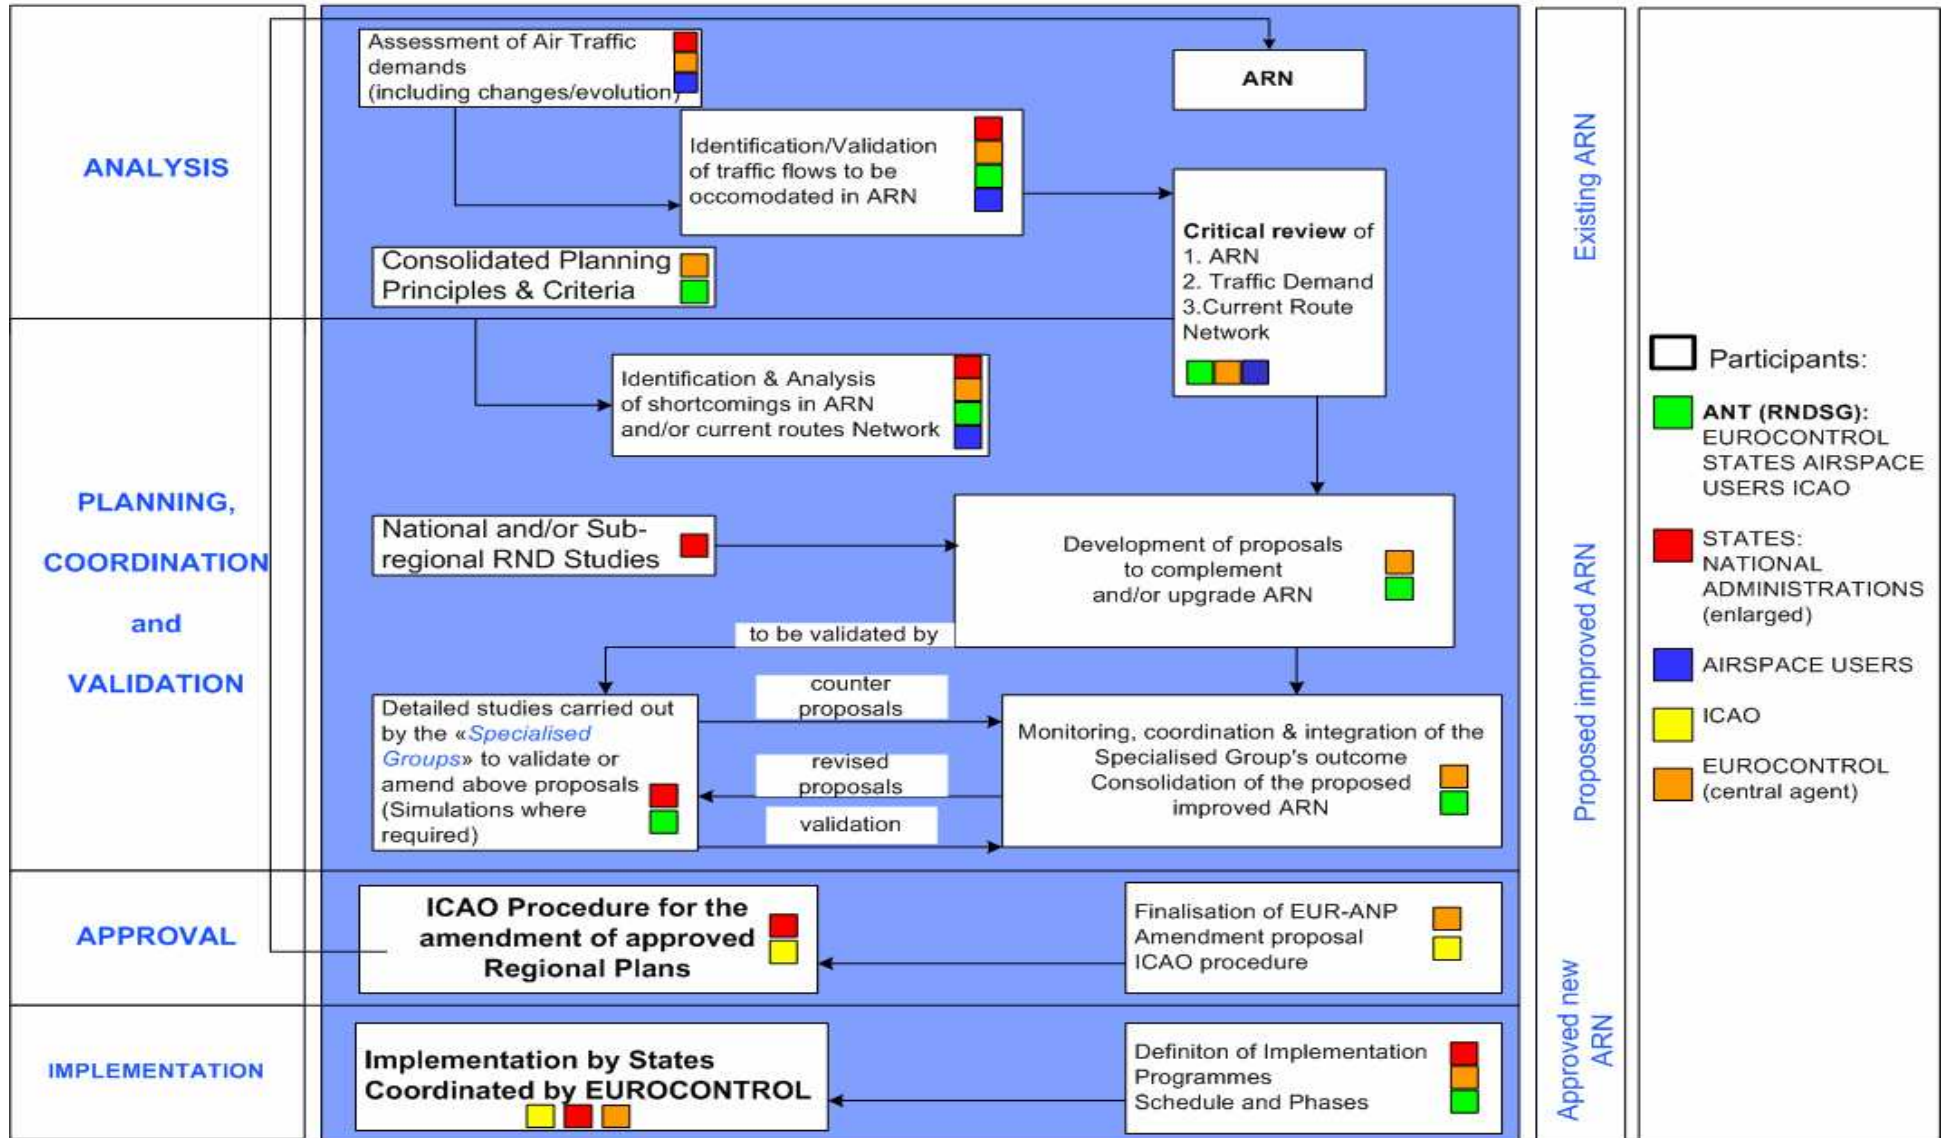 ANALYSIS
Assessment of Air Traffic
demands
(including changes/evolution)
ARN
Identification/Validation
of traffic flows to be
occomodated in ARN
Consolidated Planning
Principles & Criteria
Critical review of
1. ARN
2. Traffic Demand
3.Current Route
Network
PLANNING,
COORDINATION
and
VALIDATION
Identification & Analysis
of shortcomings in ARN
and/or current routes Network
National and/or Sub-
regional RND Studies
Development of proposals
to complement
and/or upgrade ARN
to be validated by
Detailed studies carried out
by the «Specialised
Groups» to validate or
amend above proposals
(Simulations where
required)
counter
proposals
revised
proposals
validation
Monitoring, coordination & integration of the
Specialised Group's outcome
Consolidation of the proposed
improved ARN
APPROVAL
ICAO Procedure for the
amendment of approved
Regional Plans
Finalisation of EUR-ANP
Amendment proposal
ICAO procedure
IMPLEMENTATION
Implementation by States
Coordinated by EUROCONTROL
Definiton of Implementation
Programmes
Schedule and Phases
Existing ARN
Proposed improved ARN
Approved new
ARN
Participants:
ANT (RNDSG):
EUROCONTROL
STATES AIRSPACE
USERS ICAO
STATES:
NATIONAL
ADMINISTRATIONS
(enlarged)
AIRSPACE USERS
ICAO
EUROCONTROL
(central agent)